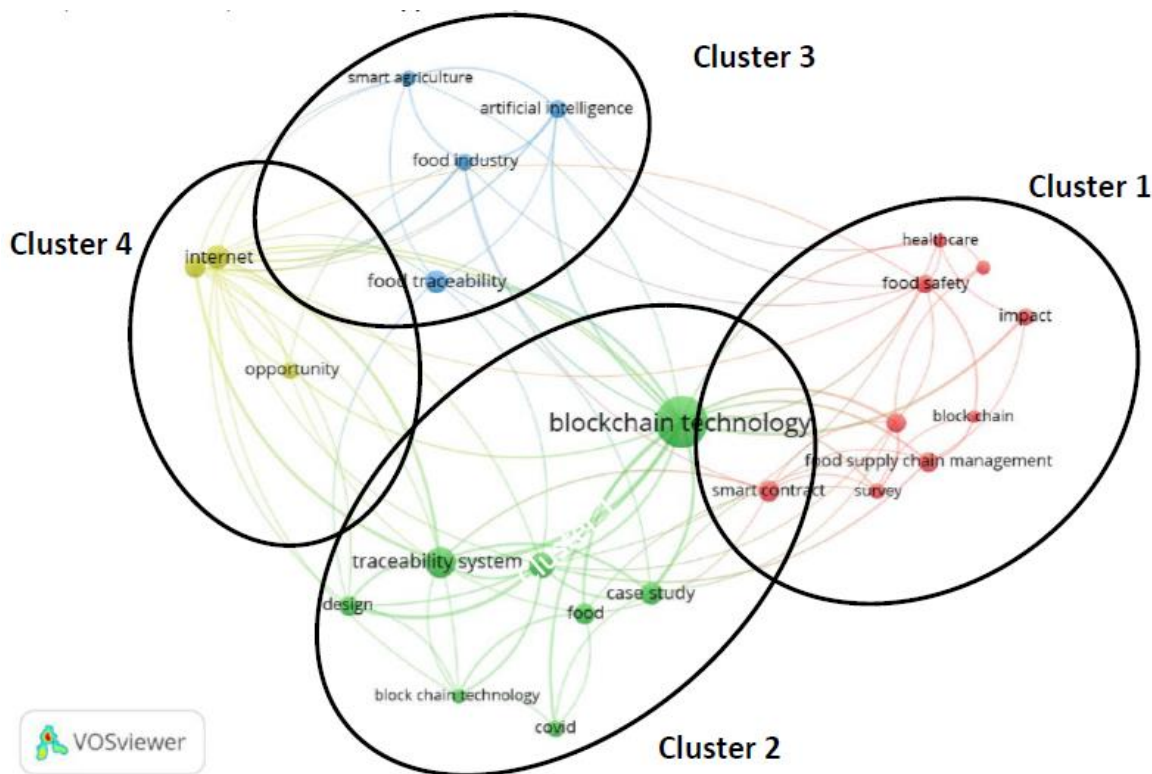 Cluster 3
smart agriculture
artificial intelligence
food industry
Cluster 1
Cluster 4
internet
healthcare
food safety
food traceability
impact
opportunity
blockchain technology
block chain
food supply chain management
smart contract
survey
traceability system
case study
design
food
block chain technology
covid
VOSviewer
Cluster 2